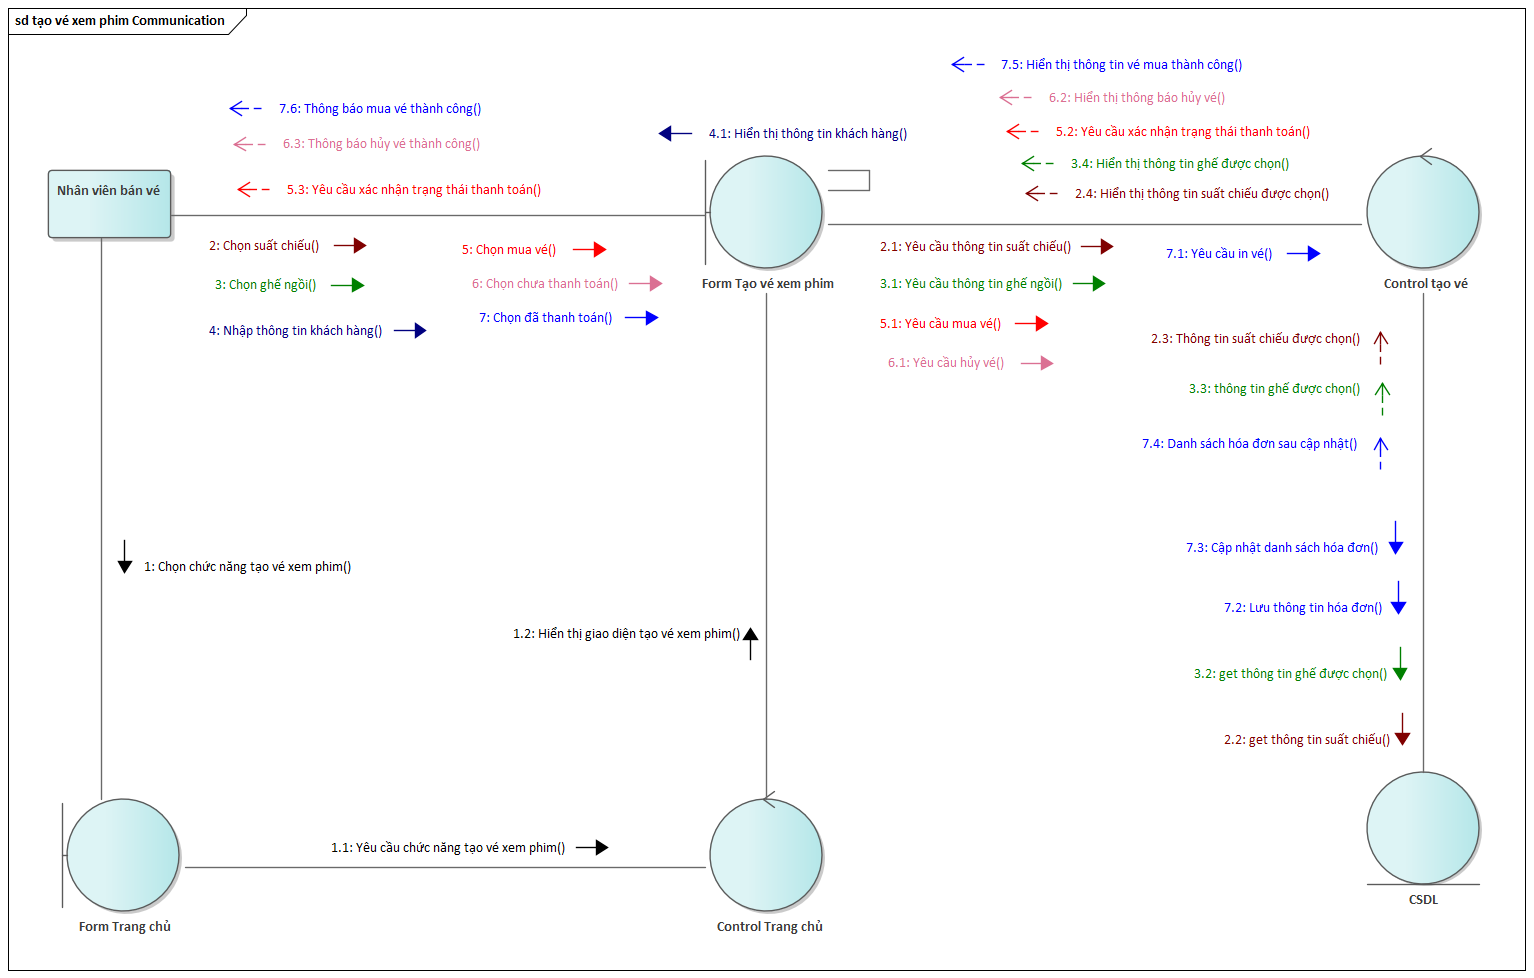 sd tạo vé xem phim Communication
7.5: Hiển thị thông tin vé mua thành công()
6.2: Hiển thị thông báo hủy vé()
7.6: Thông báo mua vé thành công()
4.1: Hiển thị thông tin khách hàng()
5.2: Yêu cầu xác nhận trạng thái thanh toán()
6.3: Thông báo hủy vé thành công()
3.4: Hiển thị thông tin ghế được chọn()
Nhân viên bán vé
5.3: Yêu cầu xác nhận trạng thái thanh toán()
2.4: Hiển thị thông tin suất chiếu được chọn()
2: Chọn suất chiếu()
5: Chọn mua vé()
2.1: Yêu cầu thông tin suất chiếu()
7.1: Yêu cầu in vé()
3: Chọn ghế ngồi()
6: Chọn chưa thanh toán()
Form Tạo vé xem phim
3.1: Yêu cầu thông tin ghế ngồi()
Control tạo vé
4: Nhập thông tin khách hàng()
7: Chọn đã thanh toán()
5.1: Yêu cầu mua vé()
2.3: Thông tin suất chiếu được chọn()
6.1: Yêu cầu hủy vé()
3.3: thông tin ghế được chọn()
7.4: Danh sách hóa đơn sau cập nhật()
7.3: Cập nhật danh sách hóa đơn()
1: Chọn chức năng tạo vé xem phim()
7.2: Lưu thông tin hóa đơn()
1.2: Hiển thị giao diện tạo vé xem phim()
3.2: get thông tin ghế được chọn()
2.2: get thông tin suất chiếu()
1.1: Yêu cầu chức năng tạo vé xem phim()
CSDL
Form Trang chủ
Control Trang chủ